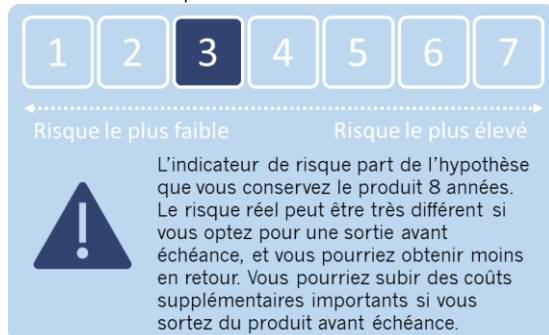 1 2 3 4 5 6 7
Risque le plus faible Risque le plus élevé
L'indicateur de risque part de l'hypothèse
que vous conservez le produit 8 années.
Le risque réel peut être très différent si
vous optez pour une sortie avant
échéance, et vous pourriez obtenir moins
en retour. Vous pourriez subir des coûts
supplémentaires importants si vous
sortez du produit avant échéance.